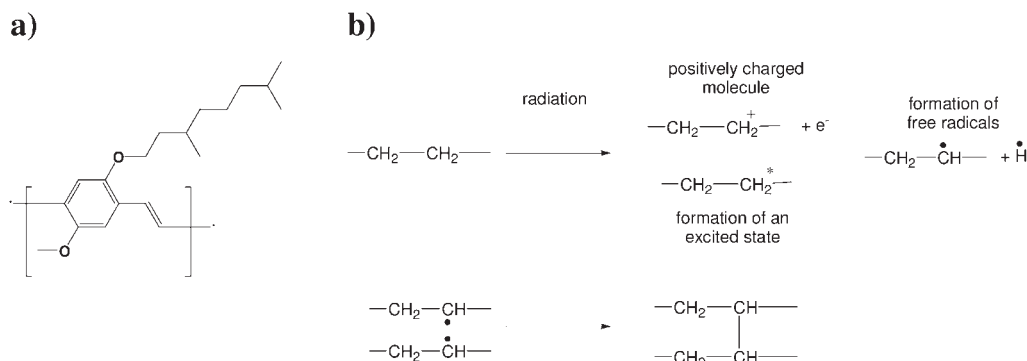 a)
b)
positively charged
molecule
radiation
formation of
free radicals
—CH₂—CH₂⁺— + e⁻
—CH₂—CH₂—
—CH₂—ĊH— + Ḣ
—CH₂—CH₂*—
formation of an
excited state
O
O
—CH₂—CH—
—CH₂—CH—
—CH₂—CH—
—CH₂—CH—